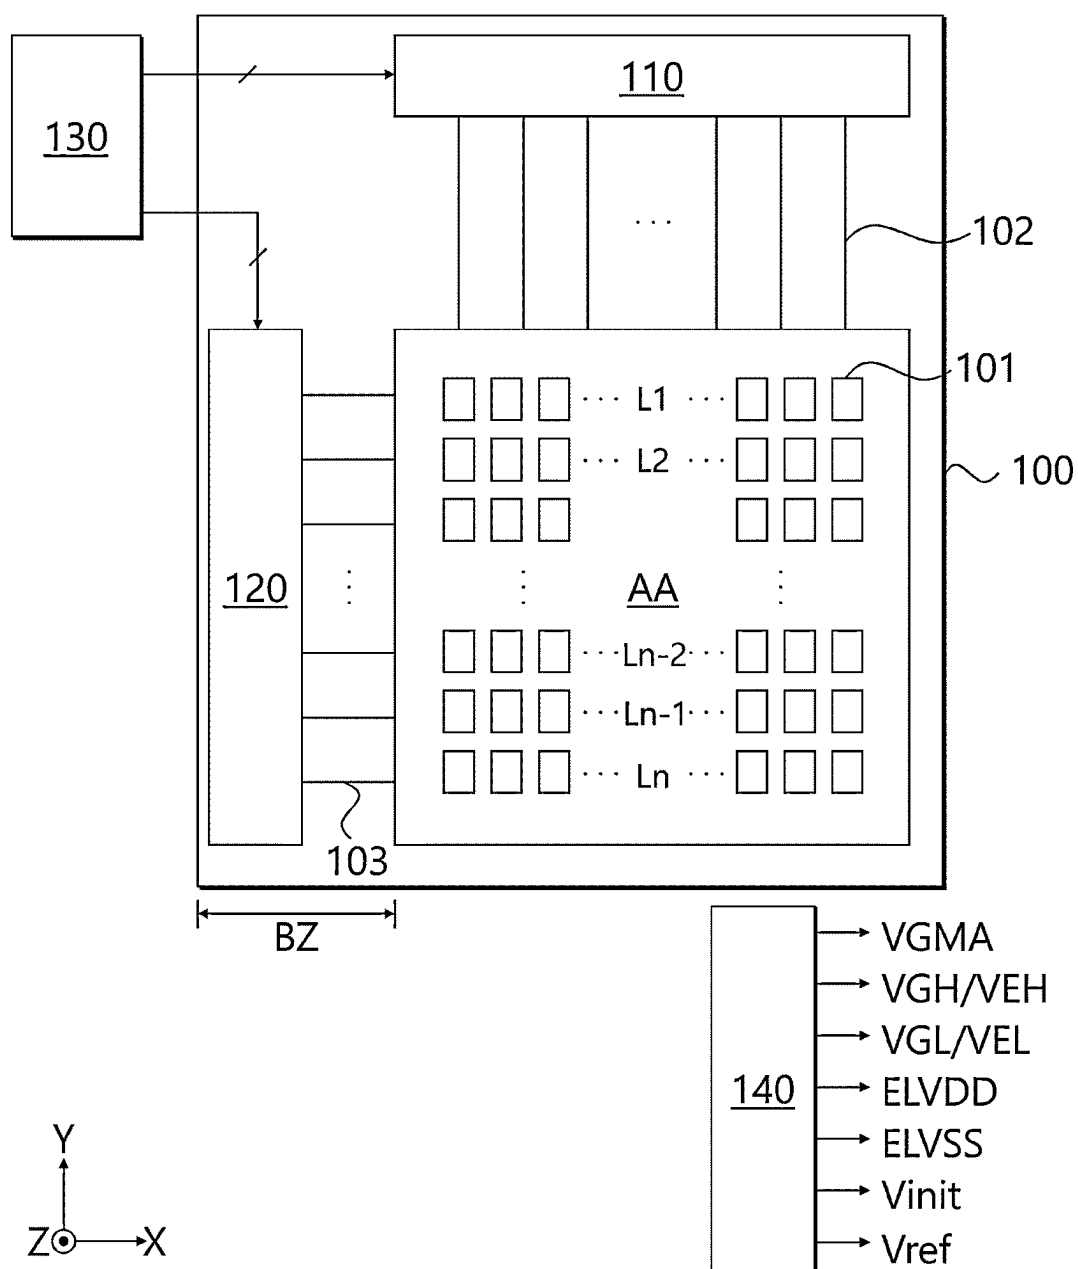 110
130
102
101
··· L1 ···
··· L2 ···
100
120
AA
···Ln-2···
···Ln-1···
··· Ln ···
103
BZ
VGMA
VGH/VEH
VGL/VEL
140
ELVDD
ELVSS
Vinit
Vref
Y
Z
X